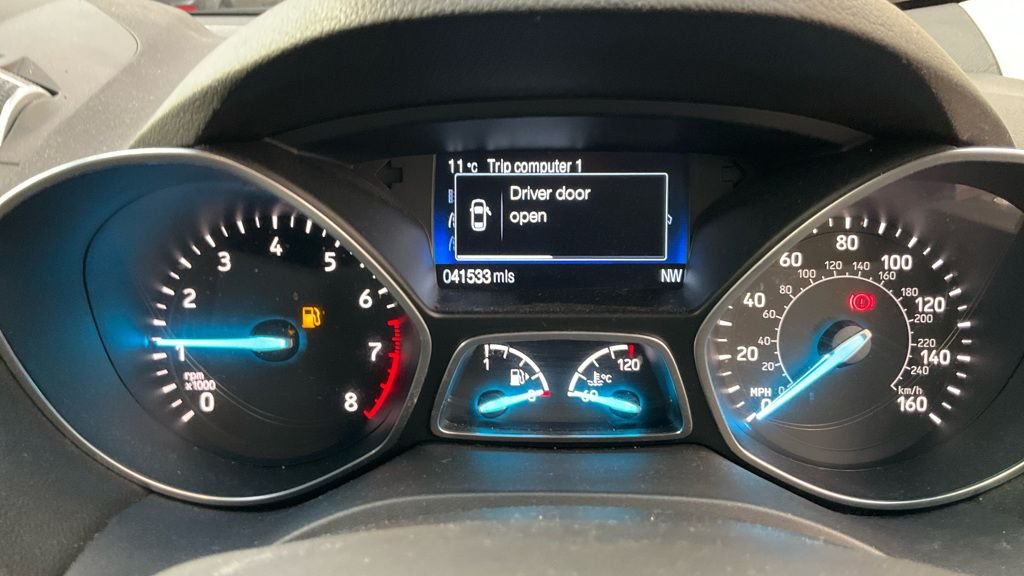 11 °C Trip computer 1
Driver door
open
041533 mls
NW
0 1 2 3 4 5 6 7 8
rpm
x1000
1
0
60
120
°C
0 20 40 60 80 100 120 140 160
MPH
0 20 40 60 80 100 120 140 160 180 200 220 240
km/h